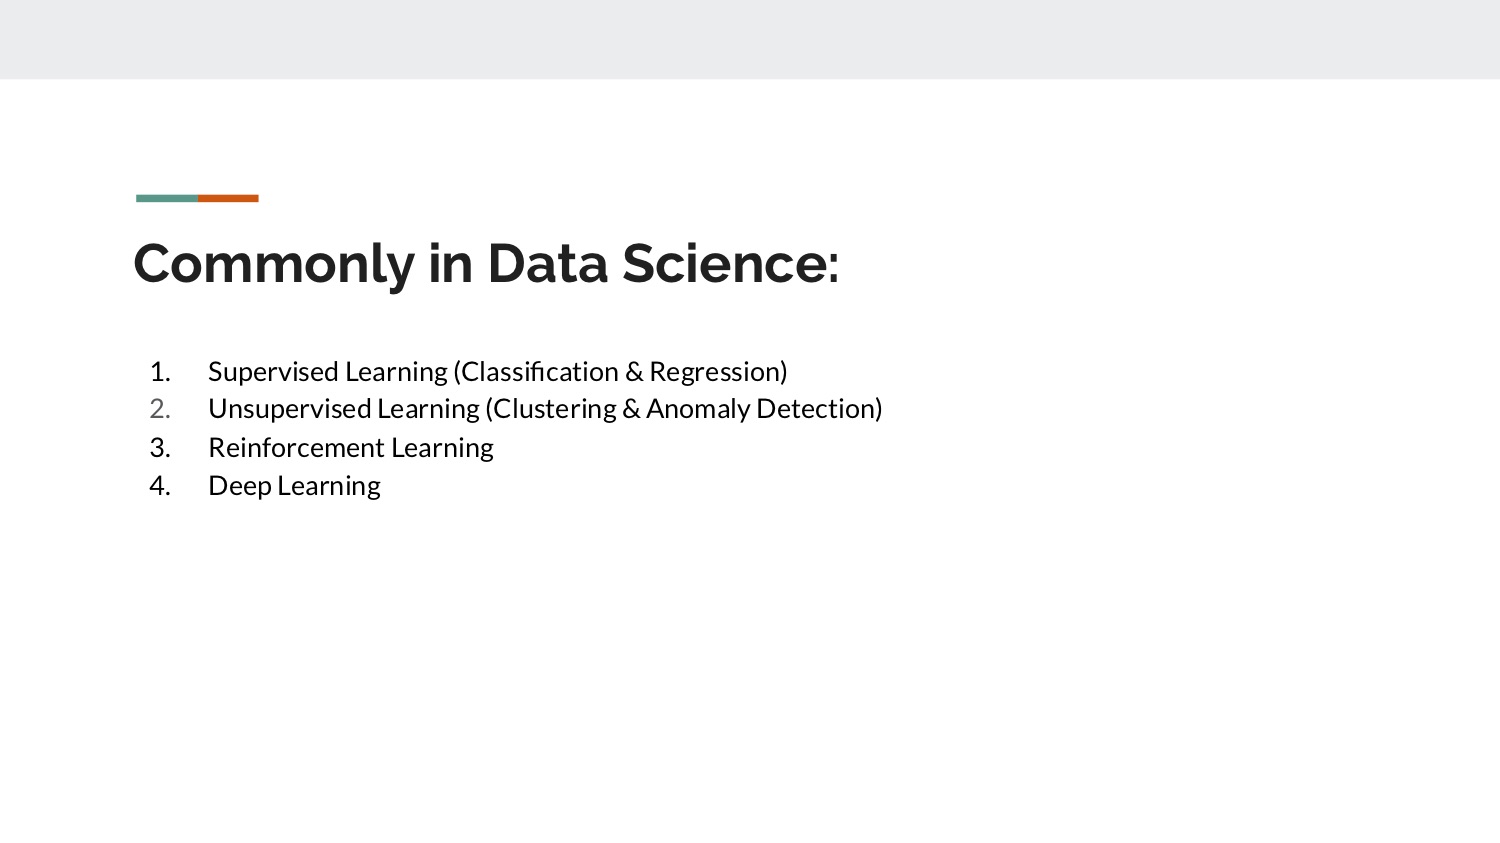 Commonly in Data Science:
1. Supervised Learning (Classification & Regression)
2. Unsupervised Learning (Clustering & Anomaly Detection)
3. Reinforcement Learning
4. Deep Learning